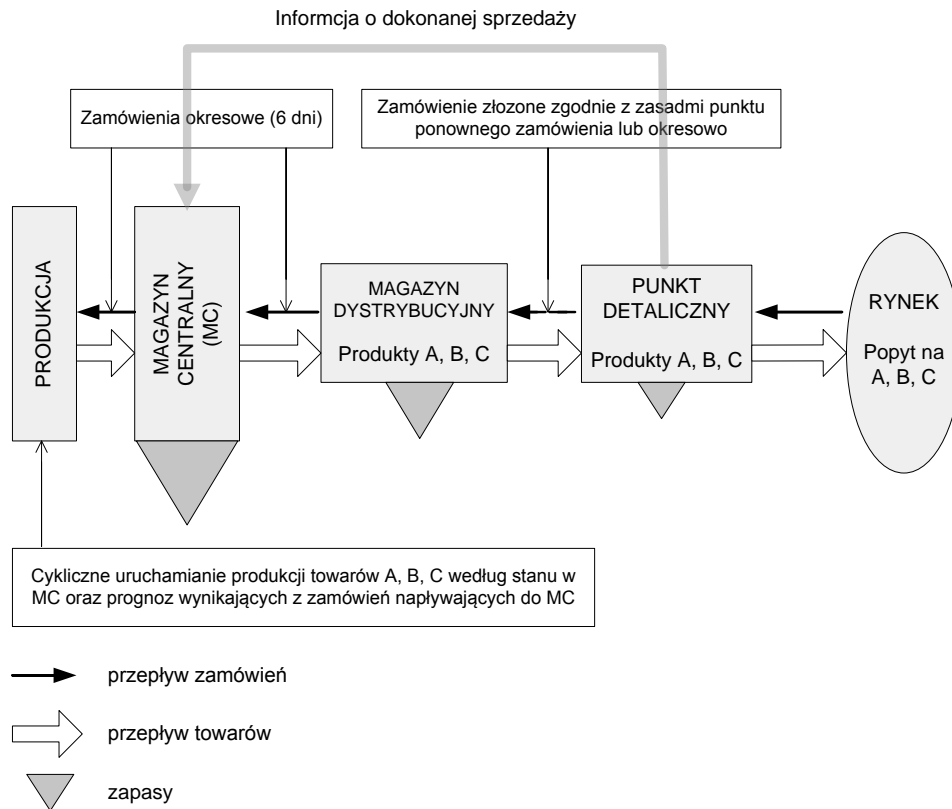 Informcja o dokonanej sprzedaży
Zamówienia okresowe (6 dni)
Zamówienie złozone zgodnie z zasadmi punktu
ponownego zamówienia lub okresowo
PRODUKCJA
MAGAZYN
CENTRALNY
(MC)
MAGAZYN
DYSTRYBUCYJNY
Produkty A, B, C
PUNKT
DETALICZNY
Produkty A, B, C
RYNEK
Popyt na
A, B, C
Cykliczne uruchamianie produkcji towarów A, B, C według stanu w
MC oraz prognoz wynikających z zamówień napływających do MC
przepływ zamówień
przepływ towarów
zapasy